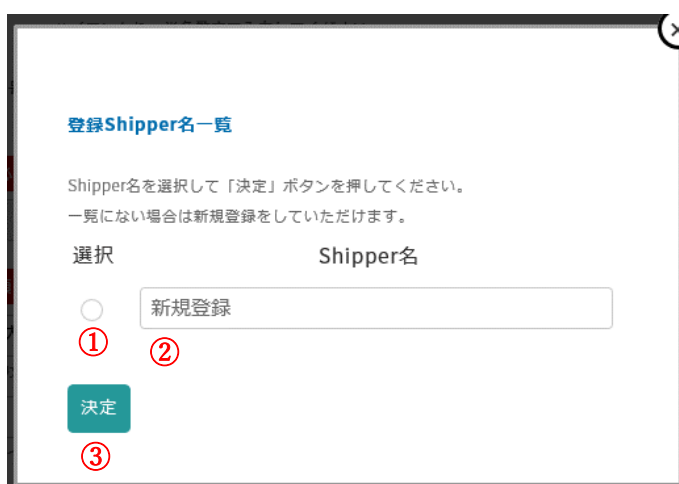 登録Shipper名一覧
Shipper名を選択して「決定」ボタンを押してください。
一覧にない場合は新規登録をしていただけます。
選択 Shipper名
新規登録
① ②
決定
③